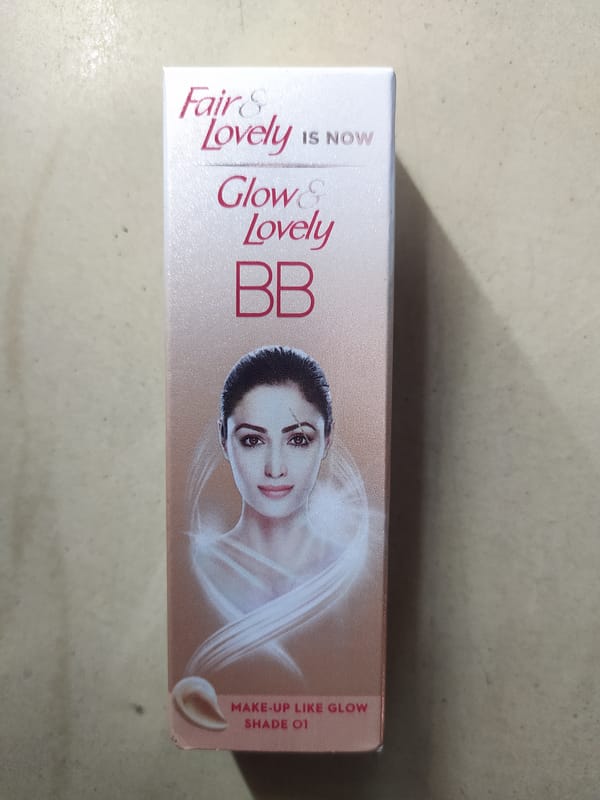 Fair &
Lovely IS NOW
Glow &
Lovely
BB
MAKE-UP LIKE GLOW
SHADE 01